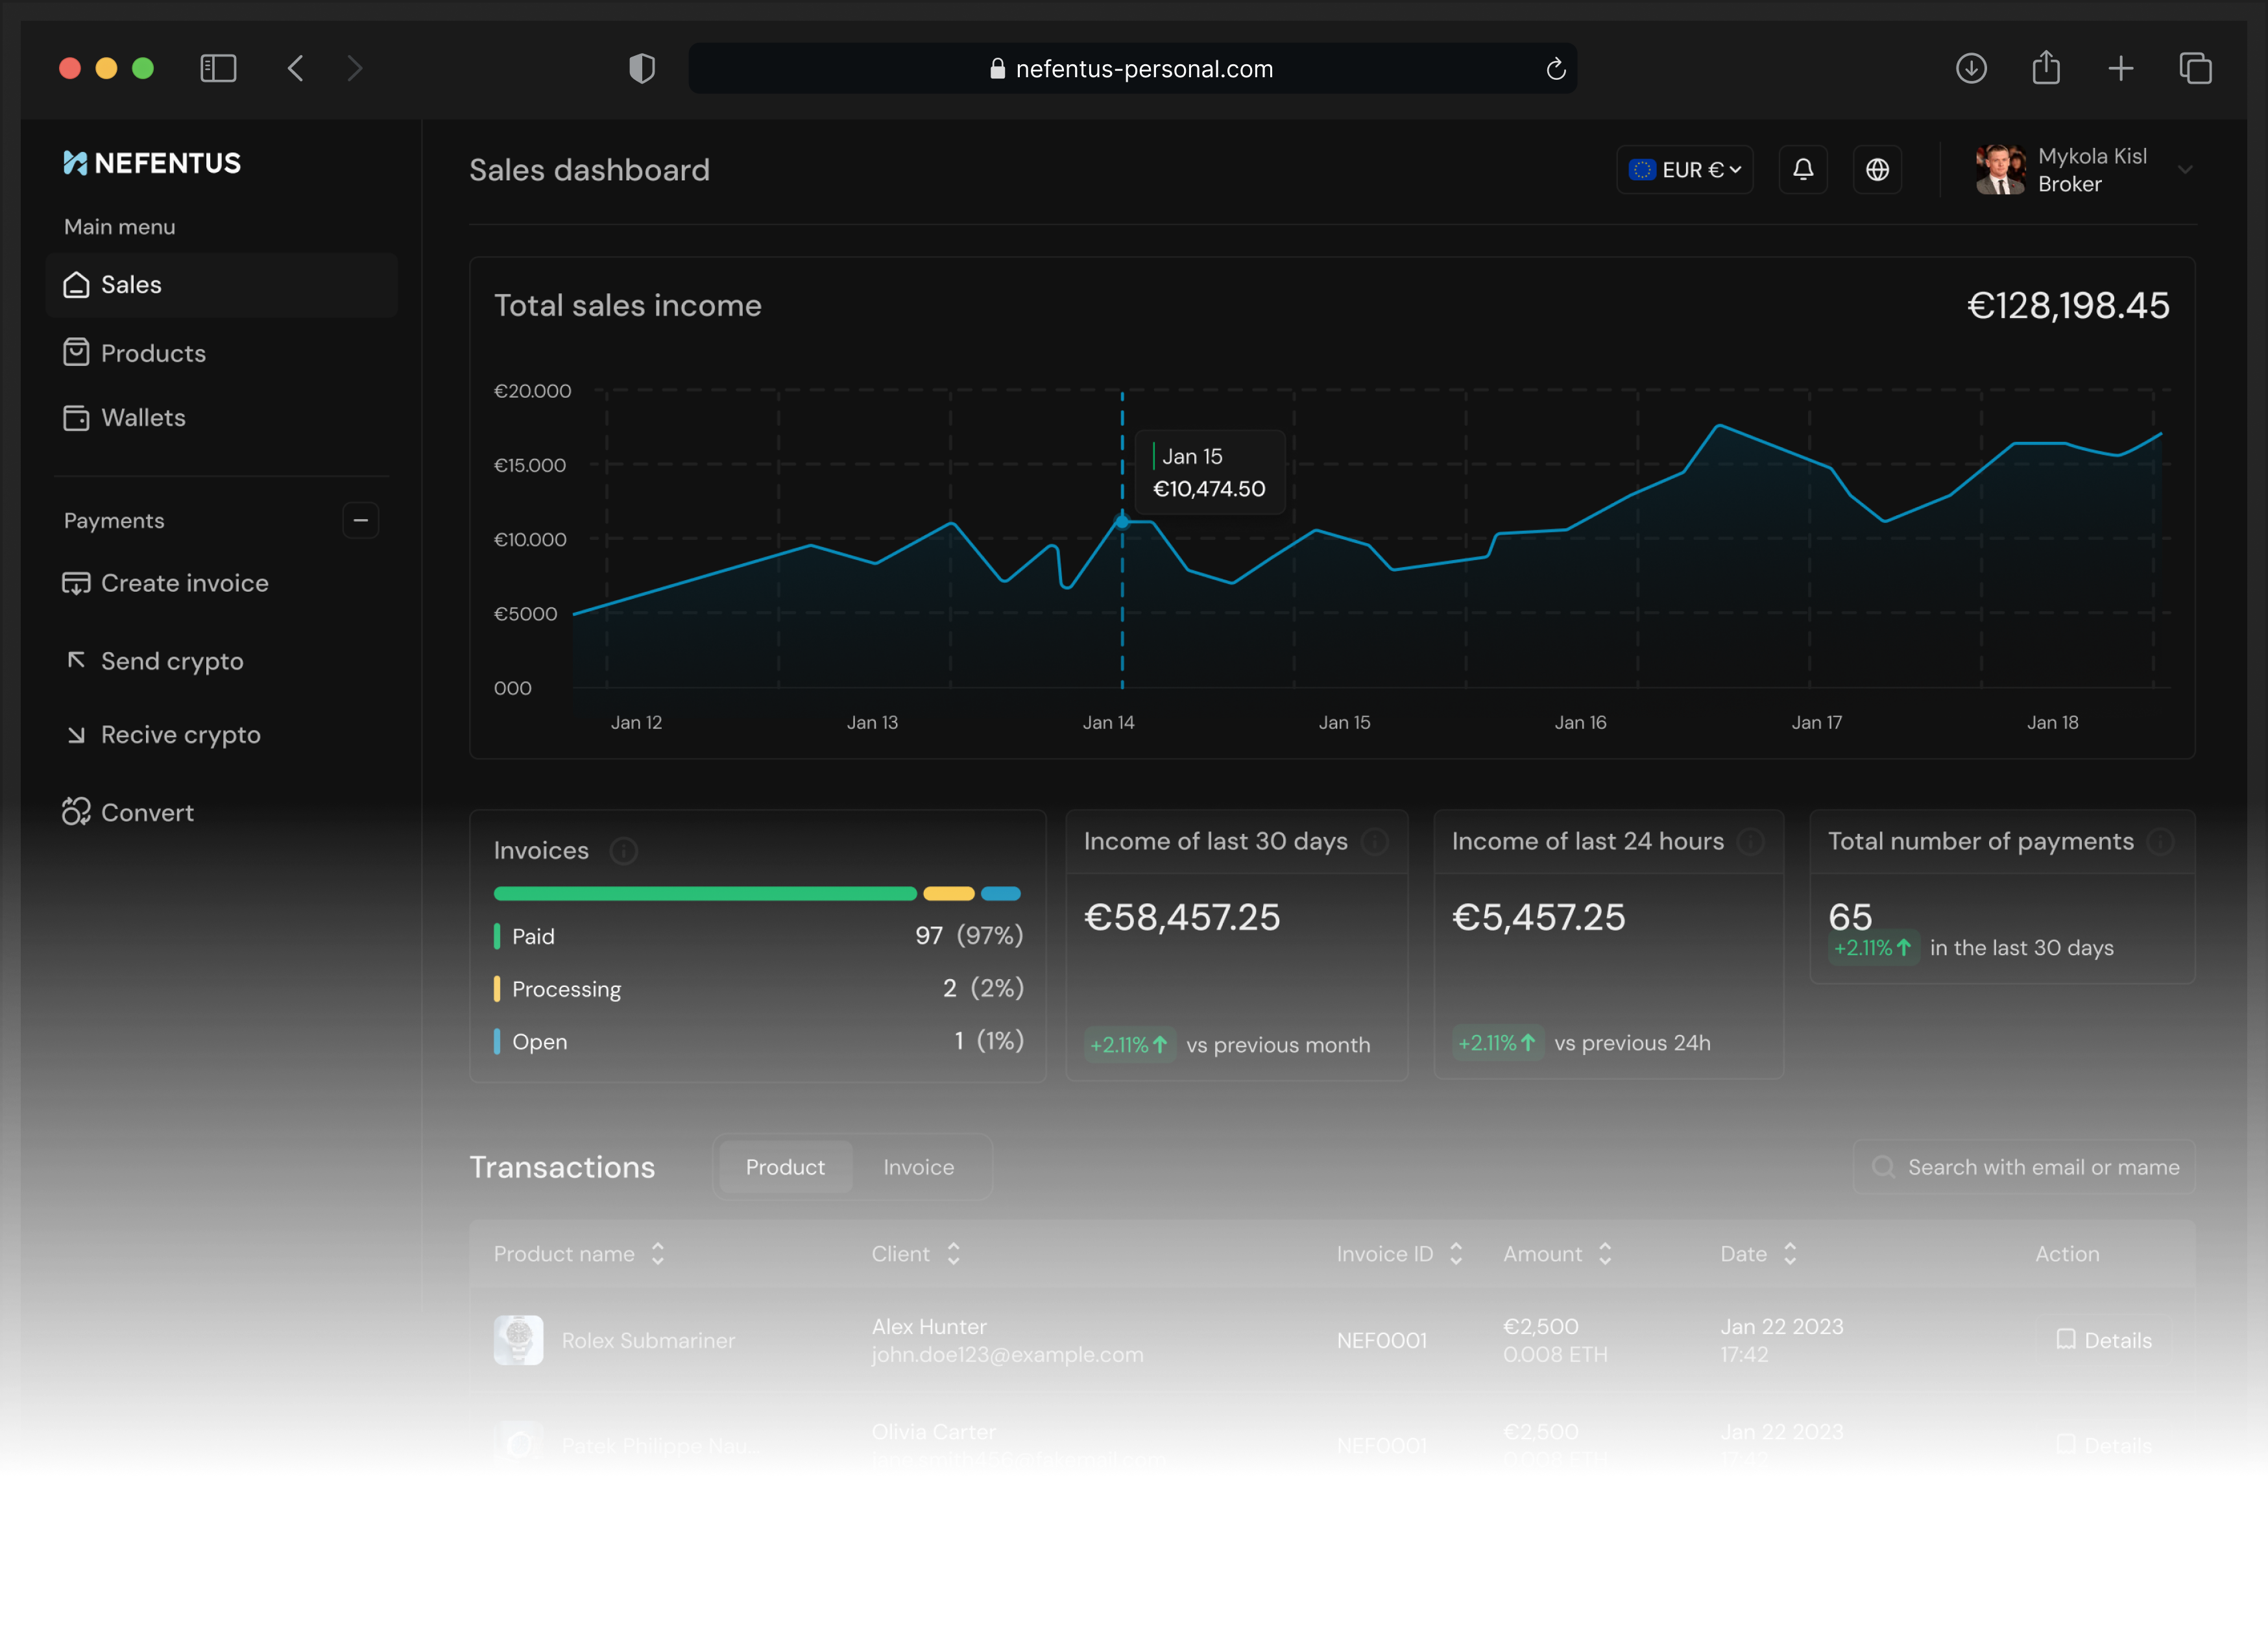 nefentus-personal.com
NEFENTUS
Main menu
Sales
Products
Wallets
Payments
Create invoice
Send crypto
Recive crypto
Convert
Sales dashboard
EUR €
Mykola Kisl
Broker
Total sales income
€128,198.45
€20.000
€15.000
€10.000
€5000
000
Jan 15
€10,474.50
Jan 12
Jan 13
Jan 14
Jan 15
Jan 16
Jan 17
Jan 18
Invoices
Paid 97 (97%)
Processing 2 (2%)
Open 1 (1%)
Income of last 30 days
€58,457.25
+2.11% vs previous month
Income of last 24 hours
€5,457.25
+2.11% vs previous 24h
Total number of payments
65
+2.11% in the last 30 days
Transactions
Product
Invoice
Search with email or mame
Product name Client Invoice ID Amount Date Action
Rolex Submariner
Alex Hunter
john.doe123@example.com
NEF0001
€2,500
0.008 ETH
Jan 22 2023
17:42
Details
Patek Philippe Nau...
Olivia Carter
NEF0001
€2,500
0.008 ETH
Jan 22 2023
17:42
Details